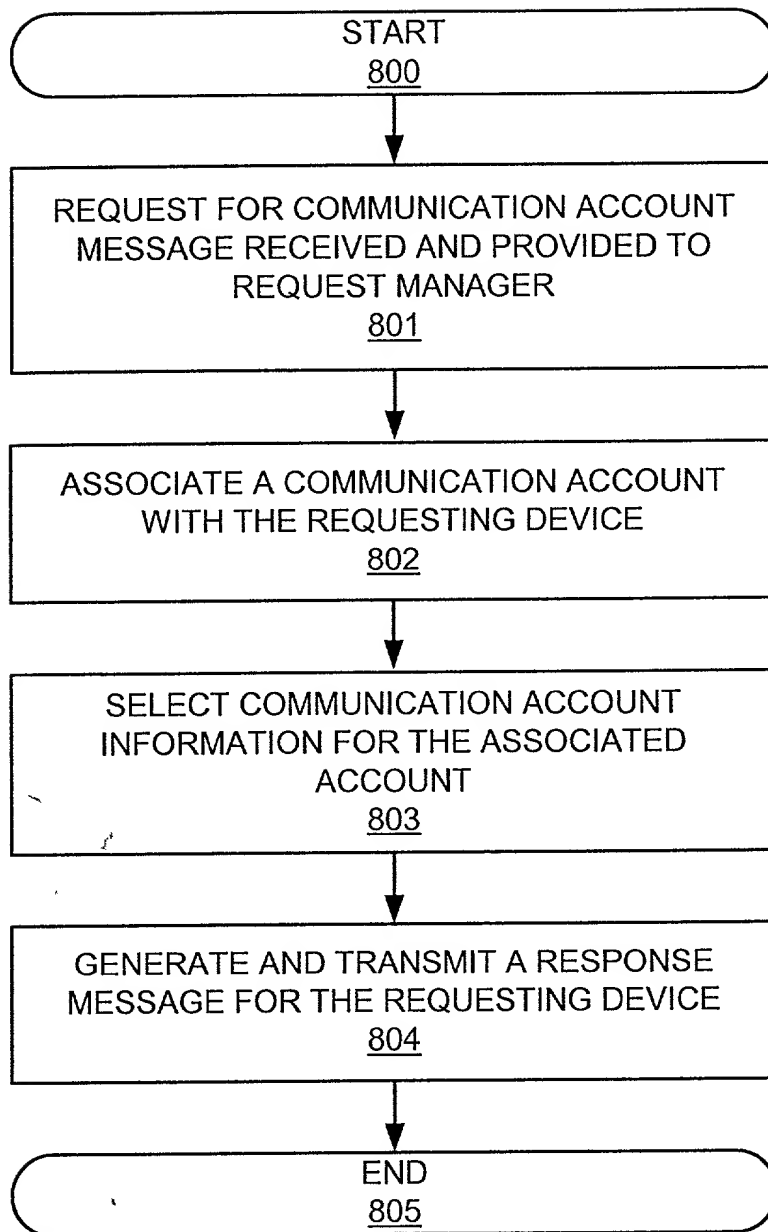 START
800
REQUEST FOR COMMUNICATION ACCOUNT
MESSAGE RECEIVED AND PROVIDED TO
REQUEST MANAGER
801
ASSOCIATE A COMMUNICATION ACCOUNT
WITH THE REQUESTING DEVICE
802
SELECT COMMUNICATION ACCOUNT
INFORMATION FOR THE ASSOCIATED
ACCOUNT
803
GENERATE AND TRANSMIT A RESPONSE
MESSAGE FOR THE REQUESTING DEVICE
804
END
805